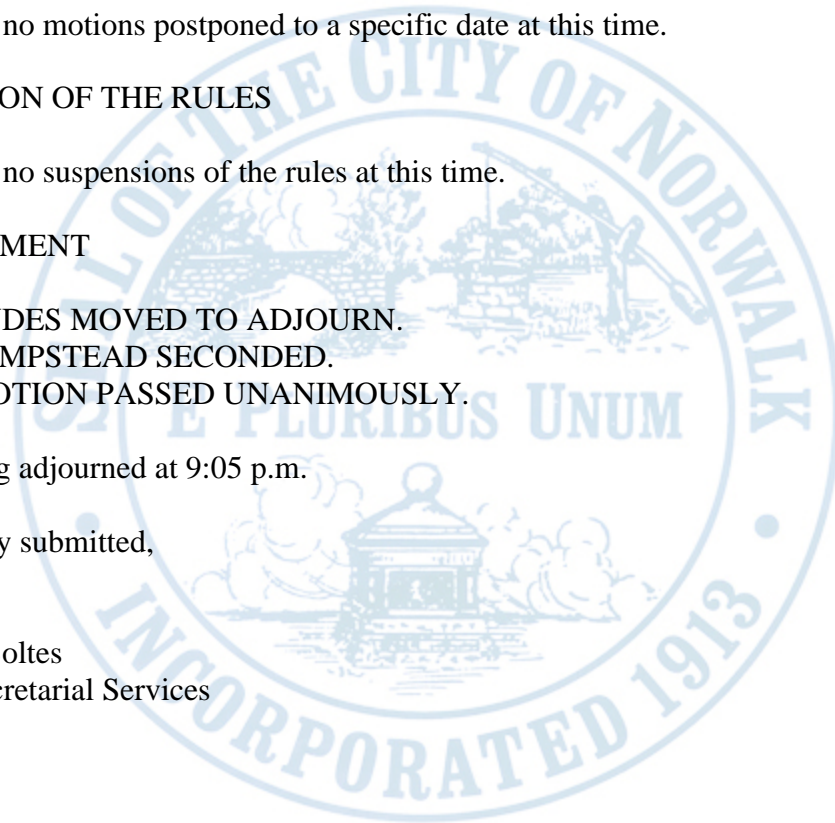 no motions postponed to a specific date at this time.
ON OF THE RULES
no suspensions of the rules at this time.
MENT
DES MOVED TO ADJOURN.
MPSTEAD SECONDED.
OTION PASSED UNANIMOUSLY.
g adjourned at 9:05 p.m.
y submitted,
oltes
cretarial Services
SEAL OF THE CITY OF NORWALK
E PLURIBUS UNUM
INCORPORATED 1913